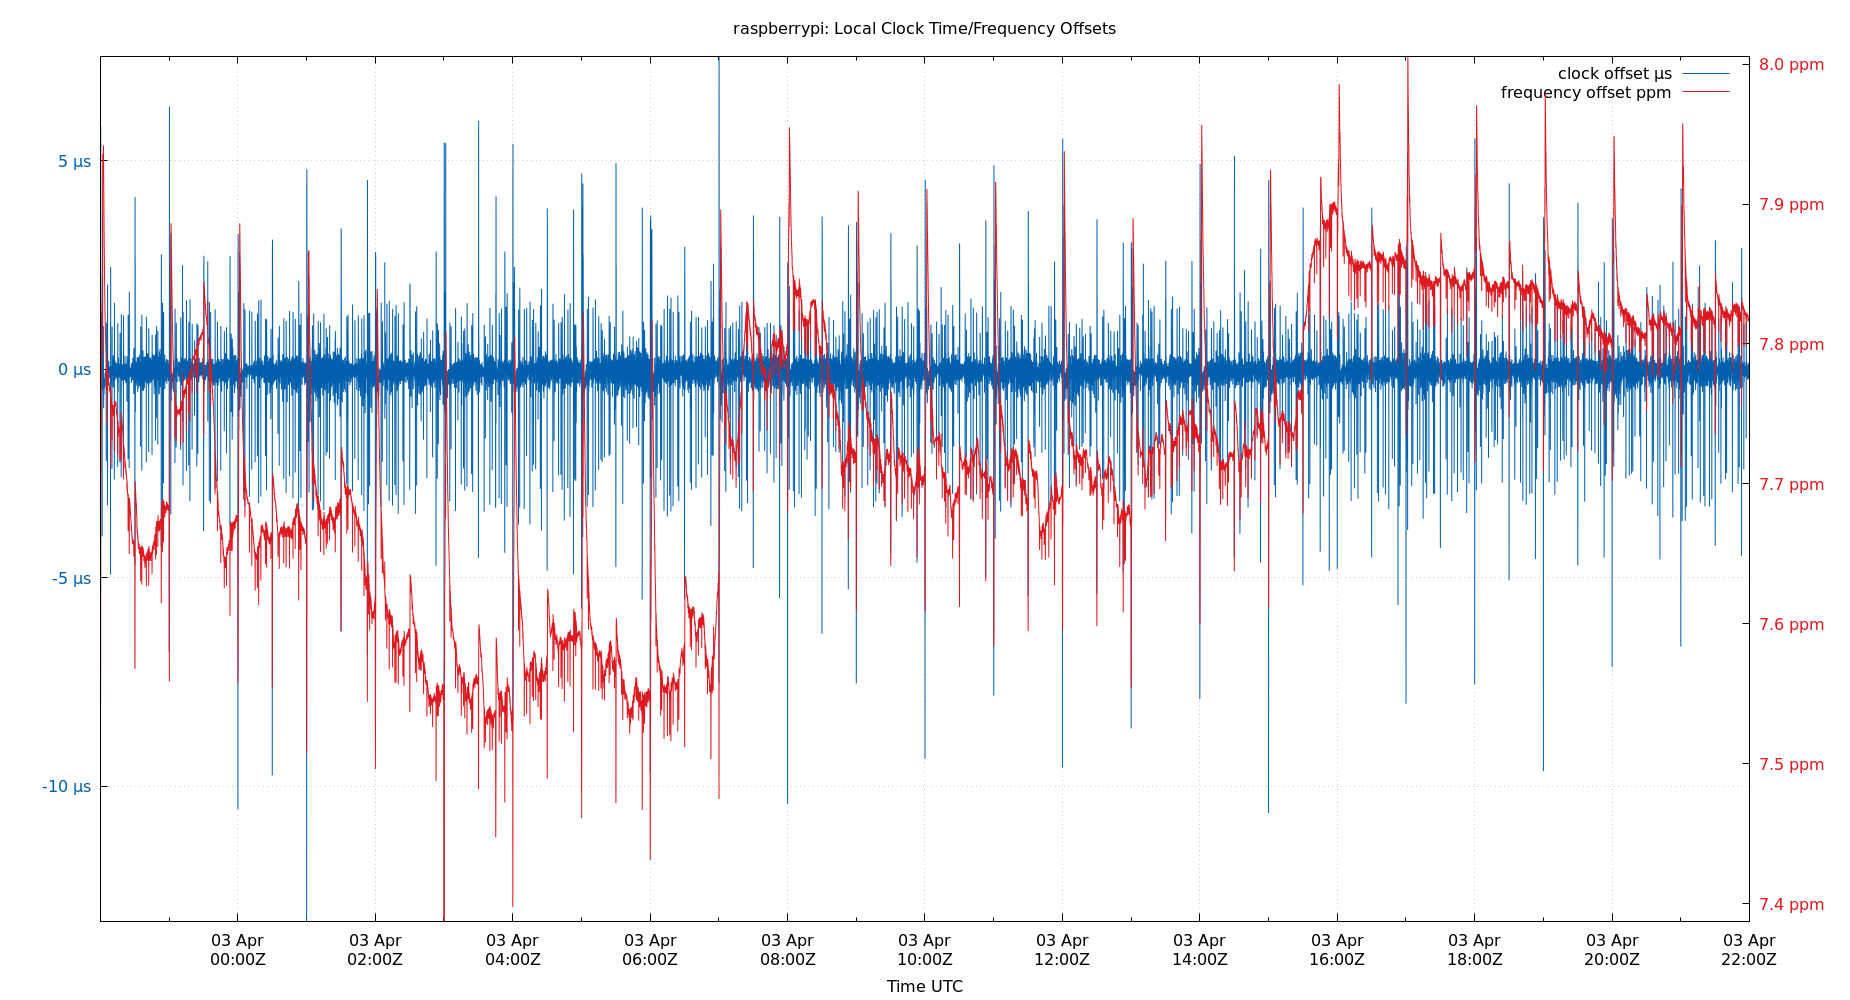 raspberrypi: Local Clock Time/Frequency Offsets
clock offset µs
frequency offset ppm
5 µs
0 µs
-5 µs
-10 µs
8.0 ppm
7.9 ppm
7.8 ppm
7.7 ppm
7.6 ppm
7.5 ppm
7.4 ppm
03 Apr 03 Apr 03 Apr 03 Apr 03 Apr 03 Apr 03 Apr 03 Apr 03 Apr 03 Apr 03 Apr 03 Apr
00:00Z 02:00Z 04:00Z 06:00Z 08:00Z 10:00Z 12:00Z 14:00Z 16:00Z 18:00Z 20:00Z 22:00Z
Time UTC